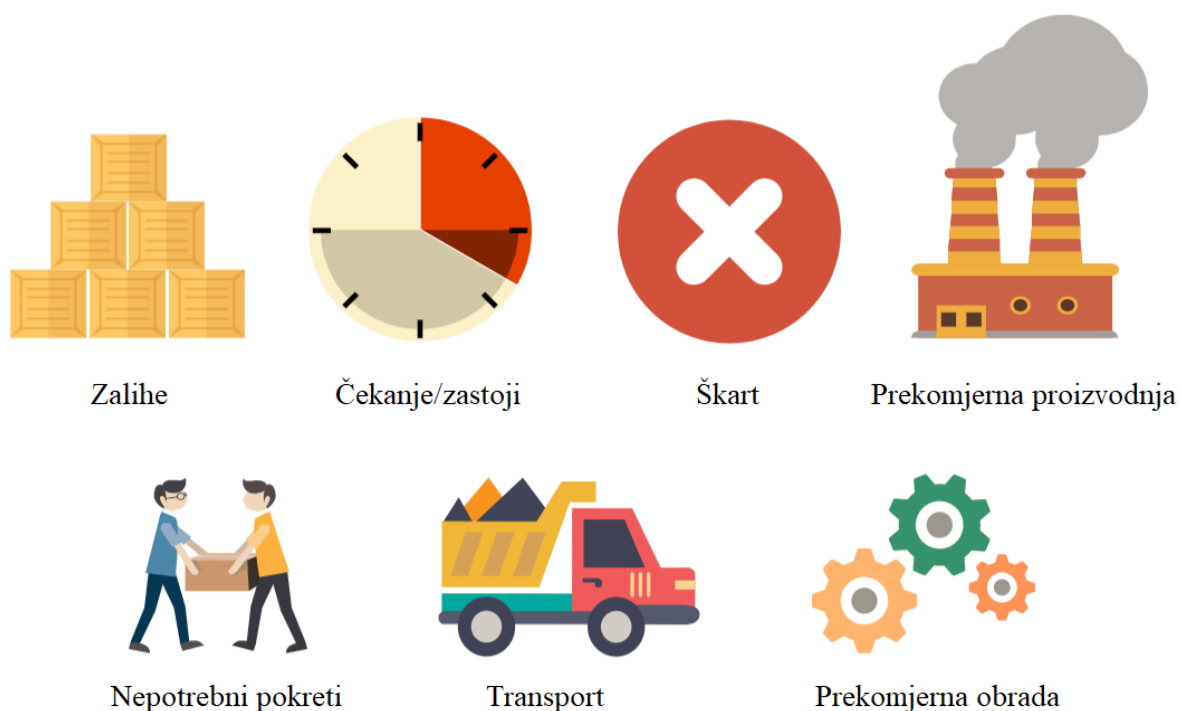 Zalihe
Čekanje/zastoji
Škart
Prekomjerna proizvodnja
Nepotrebni pokreti
Transport
Prekomjerna obrada